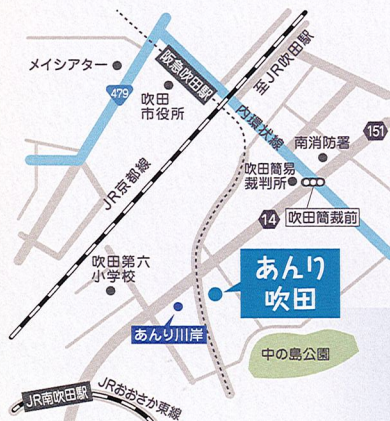 メイシアター
479
阪急吹田駅
至JR吹田駅
吹田
市役所
内環状線
151
南消防署
JR京都線
吹田簡易
裁判所
吹田簡裁前
14
吹田第六
小学校
あんり
吹田
あんり川岸
中の島公園
JR南吹田駅
JRおおさか東線